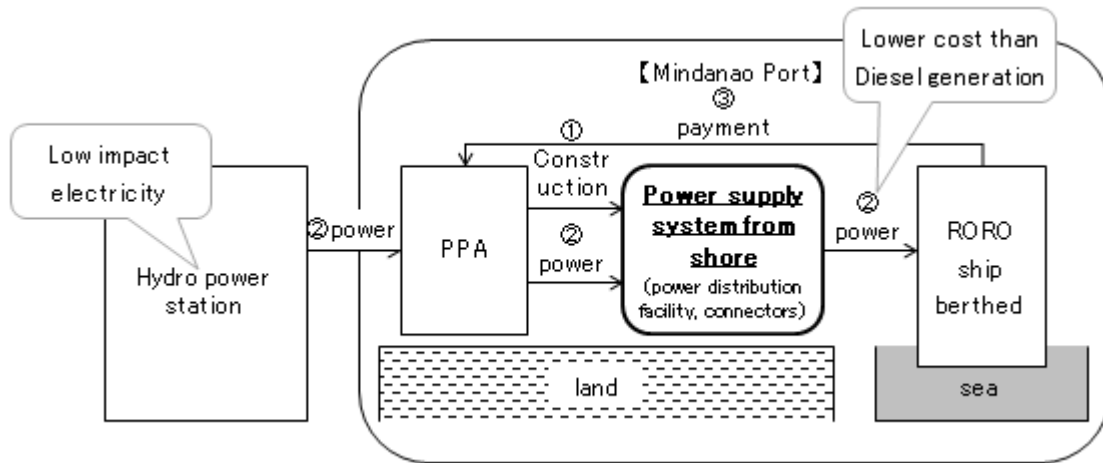 Lower cost than
Diesel generation
【Mindanao Port】
③
payment
①
Constr
uction
Low impact
electricity
Hydro power
station
②power
PPA
②
power
Power supply
system from
shore
(power distribution
facility, connectors)
②
power
RORO
ship
berthed
land
sea